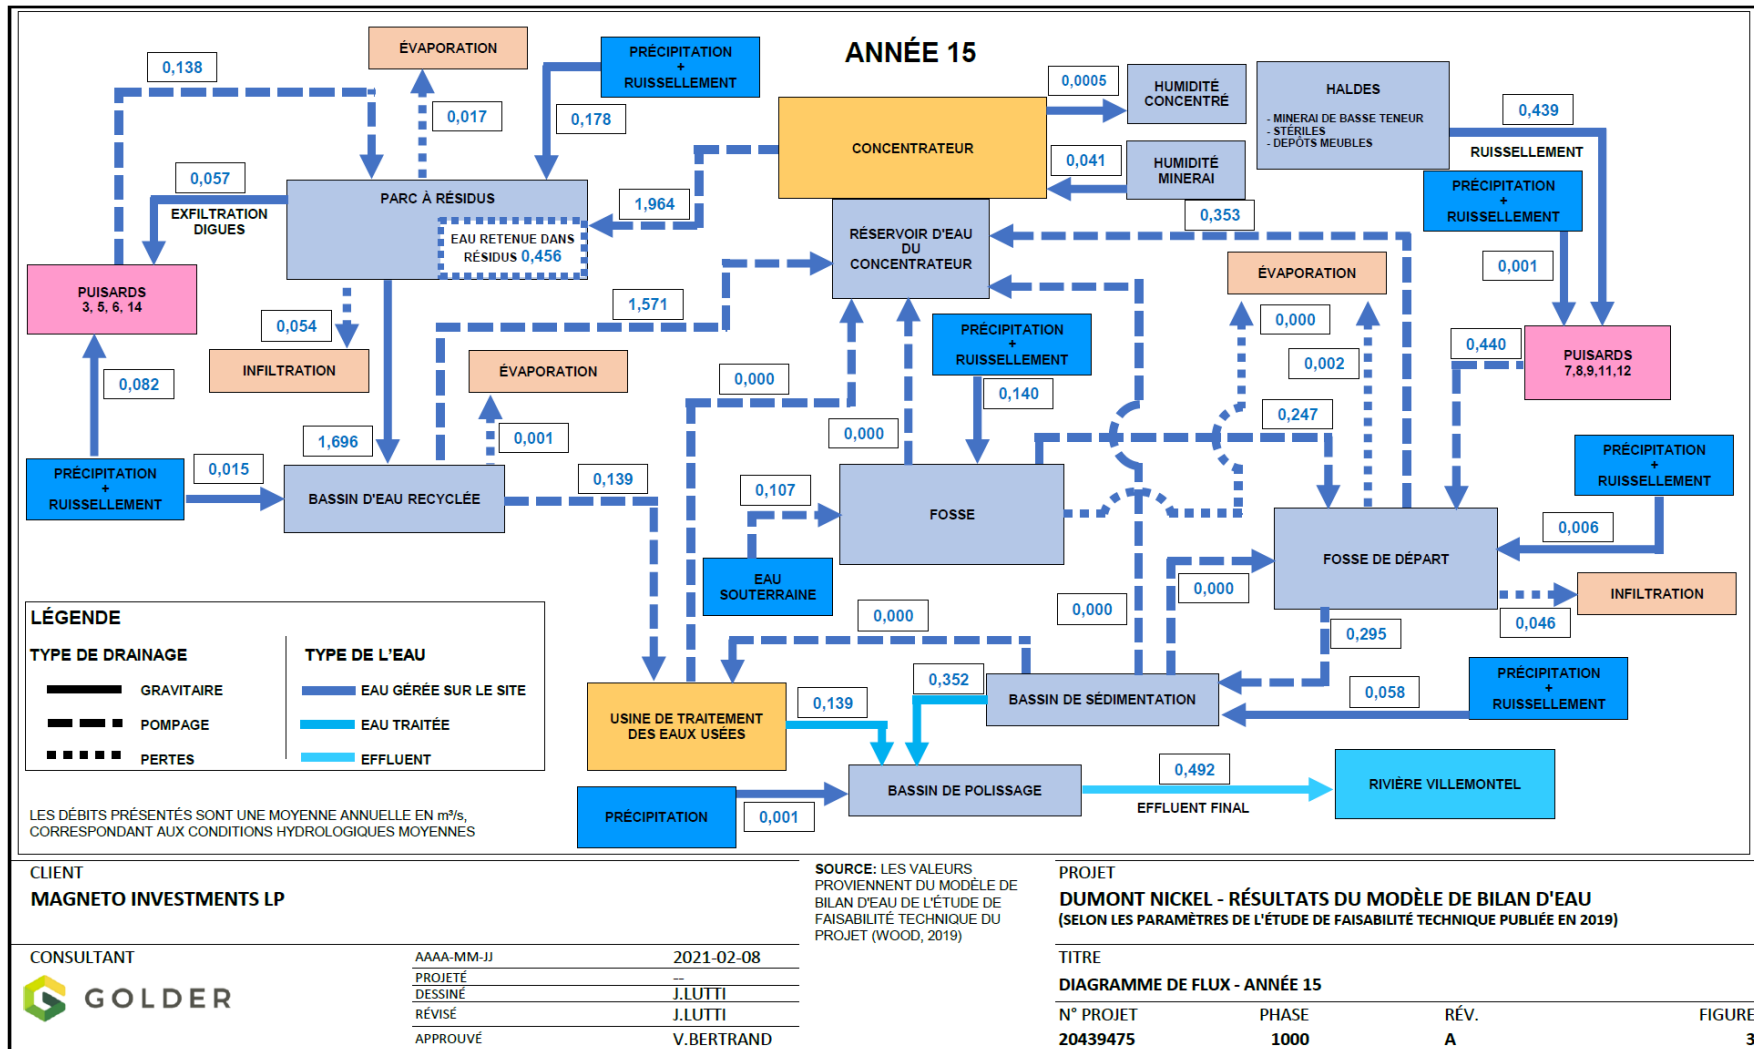 ANNÉE 15
ÉVAPORATION
PRÉCIPITATION
+
RUISSELLEMENT
0,138
0,017
0,178
0,0005
HUMIDITÉ
CONCENTRÉ
HALDES
- MINERAI DE BASSE TENEUR
- STÉRILES
- DEPÔTS MEUBLES
0,439
RUISSELLEMENT
CONCENTRATEUR
0,041
HUMIDITÉ
MINERAI
0,057
EXFILTRATION
DIGUES
PARC À RÉSIDUS
EAU RETENUE DANS
RÉSIDUS 0,456
1,964
RÉSERVOIR D'EAU
DU
CONCENTRATEUR
0,353
PRÉCIPITATION
+
RUISSELLEMENT
0,001
ÉVAPORATION
0,000
PUISARDS
3, 5, 6, 14
0,054
INFILTRATION
1,571
ÉVAPORATION
0,000
PRÉCIPITATION
+
RUISSELLEMENT
0,002
0,440
PUISARDS
7,8,9,11,12
0,082
0,140
0,247
1,696
0,001
0,000
PRÉCIPITATION
+
RUISSELLEMENT
0,015
BASSIN D'EAU RECYCLÉE
0,139
0,107
FOSSE
PRÉCIPITATION
+
RUISSELLEMENT
0,006
FOSSE DE DÉPART
EAU
SOUTERRAINE
0,000
INFILTRATION
0,046
LÉGENDE
TYPE DE DRAINAGE
TYPE DE L'EAU
GRAVITAIRE
EAU GÉRÉE SUR LE SITE
POMPAGE
EAU TRAITÉE
PERTES
EFFLUENT
0,000
0,000
0,295
USINE DE TRAITEMENT
DES EAUX USÉES
0,139
0,352
BASSIN DE SÉDIMENTATION
0,058
PRÉCIPITATION
+
RUISSELLEMENT
PRÉCIPITATION
0,001
BASSIN DE POLISSAGE
0,492
EFFLUENT FINAL
RIVIÈRE VILLEMONTEL
LES DÉBITS PRÉSENTÉS SONT UNE MOYENNE ANNUELLE EN m³/s,
CORRESPONDANT AUX CONDITIONS HYDROLOGIQUES MOYENNES
CLIENT
MAGNETO INVESTMENTS LP
SOURCE: LES VALEURS
PROVIENNENT DU MODÈLE DE
BILAN D'EAU DE L'ÉTUDE DE
FAISABILITÉ TECHNIQUE DU
PROJET (WOOD, 2019)
PROJET
DUMONT NICKEL - RÉSULTATS DU MODÈLE DE BILAN D'EAU
(SELON LES PARAMÈTRES DE L'ÉTUDE DE FAISABILITÉ TECHNIQUE PUBLIÉE EN 2019)
CONSULTANT
GOLDER
AAAA-MM-JJ 2021-02-08
PROJETÉ --
DESSINÉ J.LUTTI
RÉVISÉ J.LUTTI
APPROUVÉ V.BERTRAND
TITRE
DIAGRAMME DE FLUX - ANNÉE 15
N° PROJET PHASE RÉV. FIGURE
20439475 1000 A 3